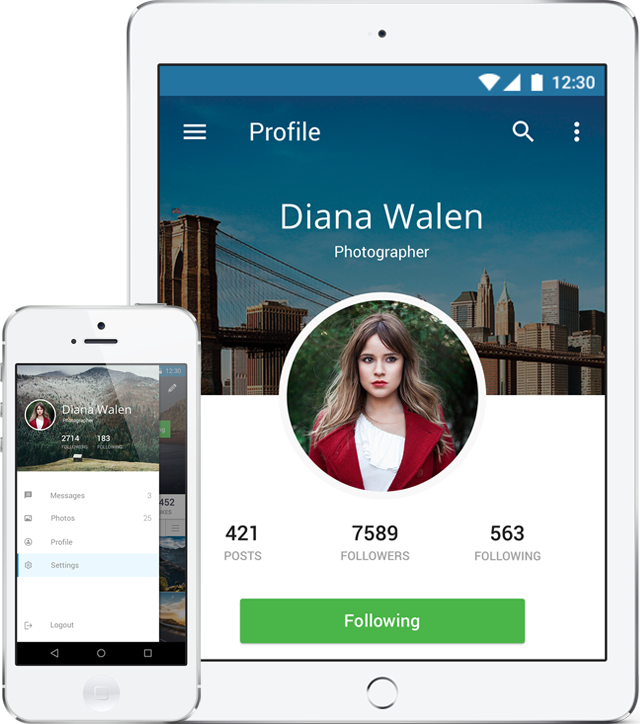 12:30
Profile
Diana Walen
Photographer
421 7589 563
POSTS FOLLOWERS FOLLOWING
Following
12:30
Diana Walen
Photographer
2714 183
FOLLOWERS FOLLOWING
Messages 3
452
Photos 25
Profile
Settings
Logout